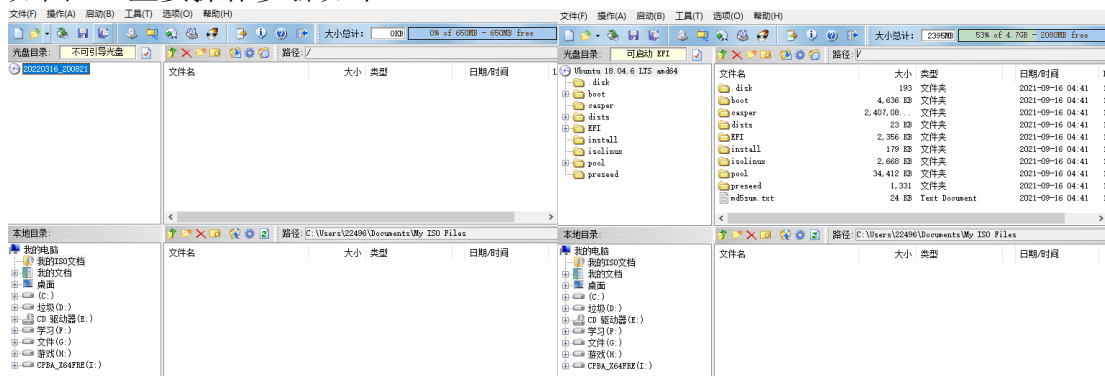 文件(F) 操作(A) 启动(B) 工具(T) 选项(O) 帮助(H)
大小总计: 0KB 0% of 650MB - 650MB free
光盘目录: 不可引导光盘 路径: /
20220316_200821
文件名 大小 类型 日期/时间
本地目录: 路径: C:\Users\22496\Documents\My ISO Files
我的电脑
我的ISO文档
我的文档
桌面
(C:)
垃圾(D:)
CD 驱动器(E:)
学习(F:)
文件(G:)
游戏(H:)
CPBA_X64FRE(I:)
文件名 大小 类型 日期/时间
文件(F) 操作(A) 启动(B) 工具(T) 选项(O) 帮助(H)
大小总计: 2395MB 53% of 4.7GB - 2080MB free
光盘目录: 可启动 EFI 路径: /
Ubuntu 18.04.6 LTS amd64
.disk
boot
casper
dists
EFI
install
isolinux
pool
preseed
文件名 大小 类型 日期/时间
.disk 193 文件夹 2021-09-16 04:41
boot 4,636 KB 文件夹 2021-09-16 04:41
casper 2,407,08... 文件夹 2021-09-16 04:41
dists 23 KB 文件夹 2021-09-16 04:41
EFI 2,356 KB 文件夹 2021-09-16 04:41
install 179 KB 文件夹 2021-09-16 04:41
isolinux 2,668 KB 文件夹 2021-09-16 04:41
pool 34,412 KB 文件夹 2021-09-16 04:41
preseed 1,331 文件夹 2021-09-16 04:41
md5sum.txt 24 KB Text Document 2021-09-16 04:41
本地目录: 路径: C:\Users\22496\Documents\My ISO Files
我的电脑
我的ISO文档
我的文档
桌面
(C:)
垃圾(D:)
CD 驱动器(E:)
学习(F:)
文件(G:)
游戏(H:)
CPBA_X64FRE(I:)
文件名 大小 类型 日期/时间